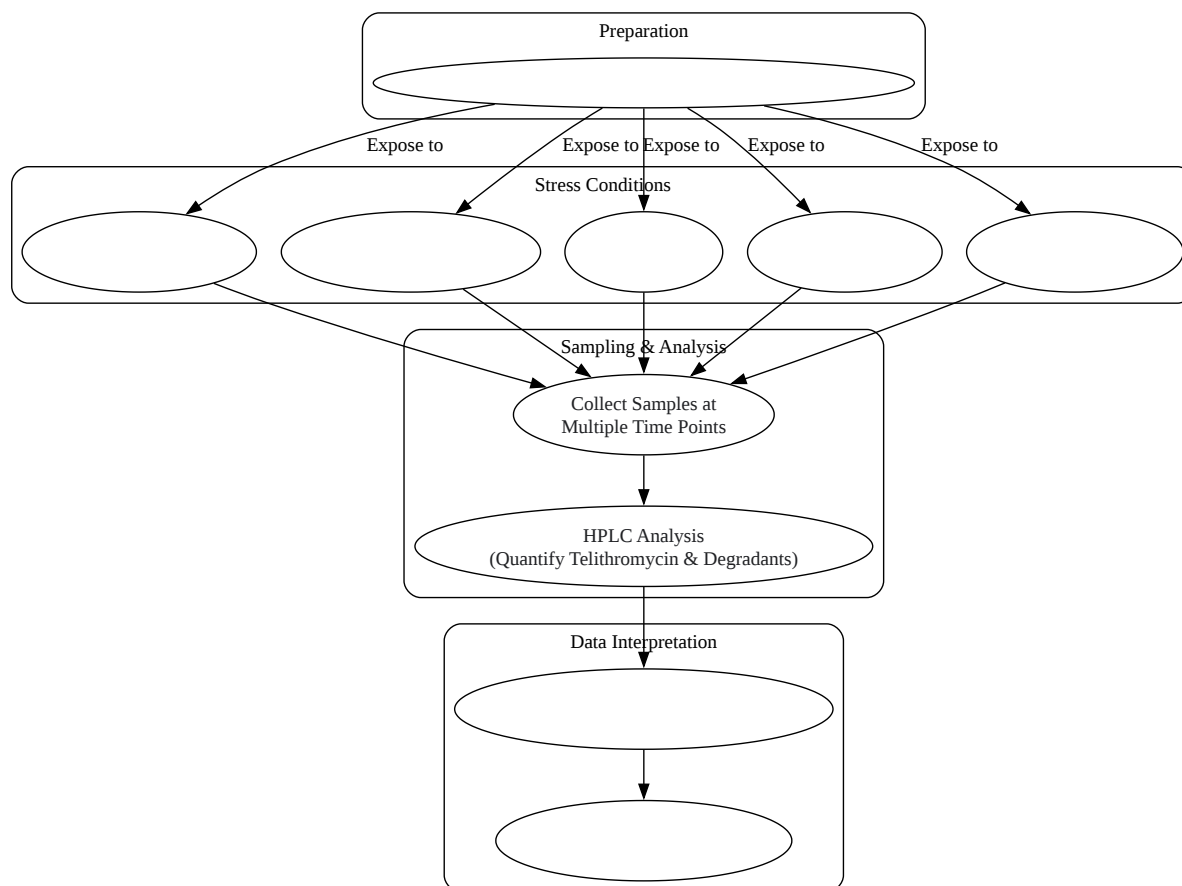 Preparation
Expose to
Expose to
Expose to
Expose to
Expose to
Stress Conditions
Sampling & Analysis
Collect Samples at
Multiple Time Points
HPLC Analysis
(Quantify Telithromycin & Degradants)
Data Interpretation